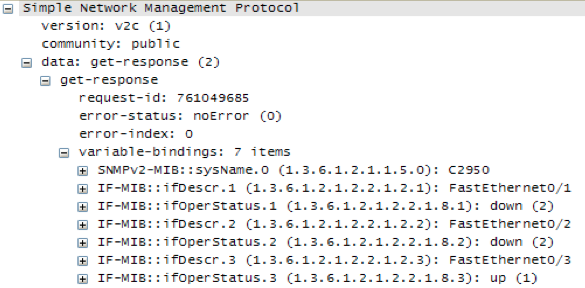 Simple Network Management Protocol
version: v2c (1)
community: public
data: get-response (2)
get-response
request-id: 761049685
error-status: noError (0)
error-index: 0
variable-bindings: 7 items
SNMPv2-MIB::sysName.0 (1.3.6.1.2.1.1.5.0): C2950
IF-MIB::ifDescr.1 (1.3.6.1.2.1.2.2.1.2.1): FastEthernet0/1
IF-MIB::ifOperStatus.1 (1.3.6.1.2.1.2.2.1.8.1): down (2)
IF-MIB::ifDescr.2 (1.3.6.1.2.1.2.2.1.2.2): FastEthernet0/2
IF-MIB::ifOperStatus.2 (1.3.6.1.2.1.2.2.1.8.2): down (2)
IF-MIB::ifDescr.3 (1.3.6.1.2.1.2.2.1.2.3): FastEthernet0/3
IF-MIB::ifOperStatus.3 (1.3.6.1.2.1.2.2.1.8.3): up (1)